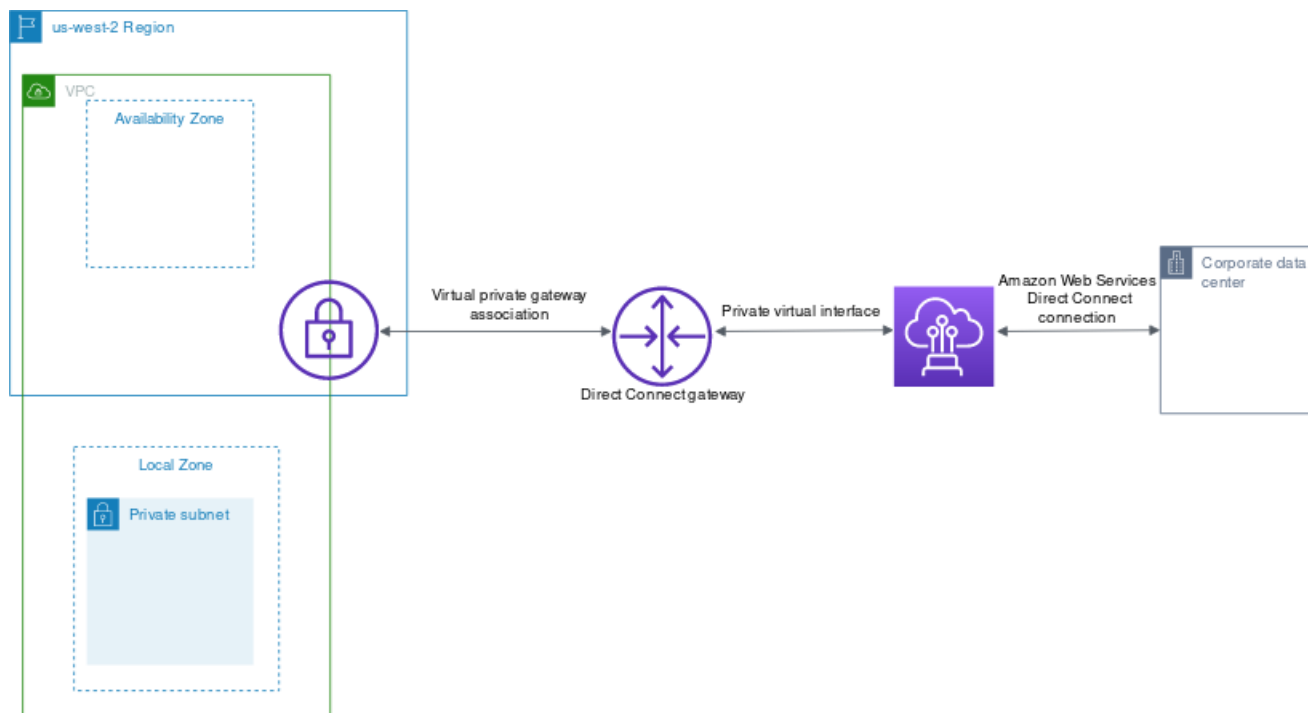 us-west-2 Region
VPC
Availability Zone
Virtual private gateway
association
Direct Connect gateway
Private virtual interface
Amazon Web Services
Direct Connect
connection
Corporate data
center
Local Zone
Private subnet